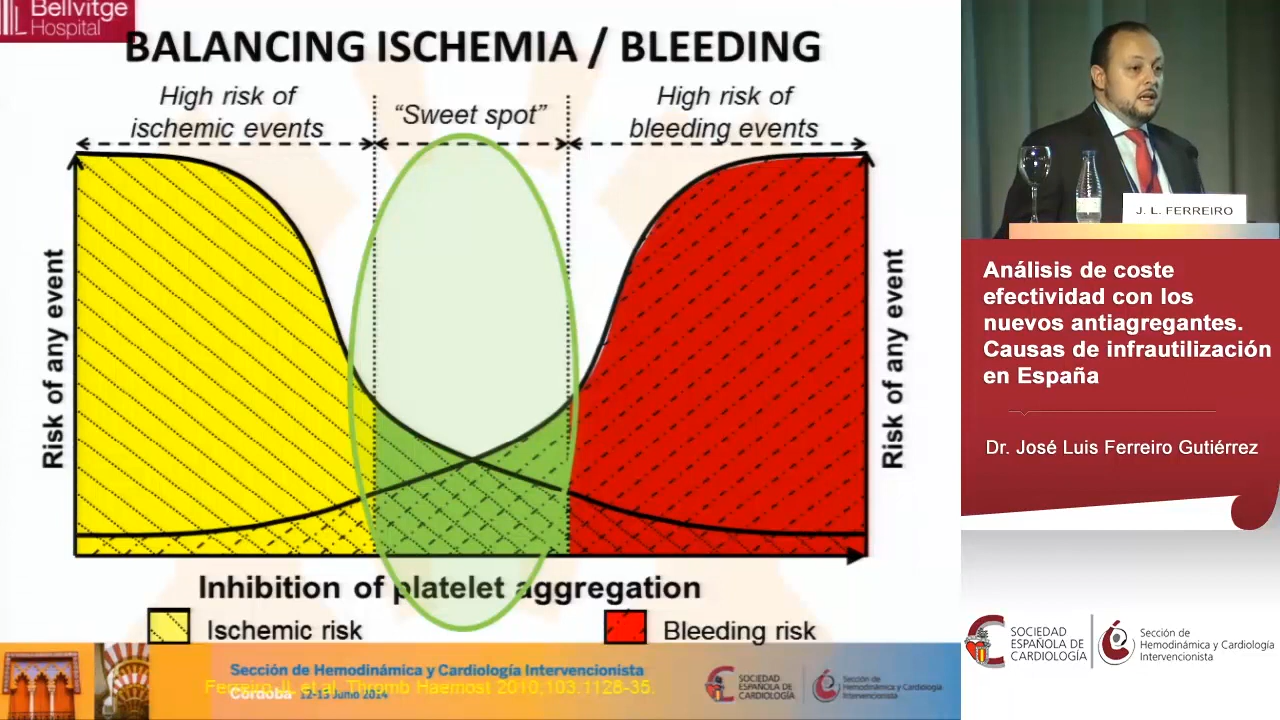 Bellvitge
Hospital
BALANCING ISCHEMIA / BLEEDING
High risk of
ischemic events
“Sweet spot”
High risk of
bleeding events
Risk of any event
Risk of any event
Inhibition of platelet aggregation
Ischemic risk
Bleeding risk
Sección de Hemodinámica y Cardiología Intervencionista
Córdoba 12-13 Junio 2014
Ferreiro JL et al. Thromb Haemost 2010;103:1128-35.
SOCIEDAD
ESPAÑOLA DE
CARDIOLOGÍA
Sección de
Hemodinámica y Cardiología
Intervencionista
J. L. FERREIRO
Análisis de coste
efectividad con los
nuevos antiagregantes.
Causas de infrautilización
en España
Dr. José Luis Ferreiro Gutiérrez
SOCIEDAD
ESPAÑOLA DE
CARDIOLOGÍA
Sección de
Hemodinámica y Cardiología
Intervencionista